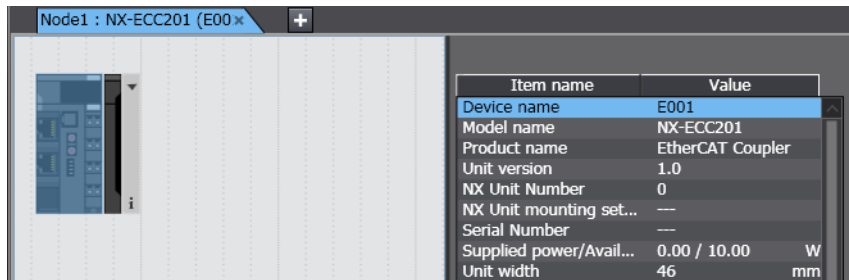 Node1 : NX-ECC201 (E00 ×
+
Item name Value
Device name E001
Model name NX-ECC201
Product name EtherCAT Coupler
Unit version 1.0
NX Unit Number 0
NX Unit mounting set... ---
Serial Number ---
Supplied power/Avail... 0.00 / 10.00 W
Unit width 46 mm
i